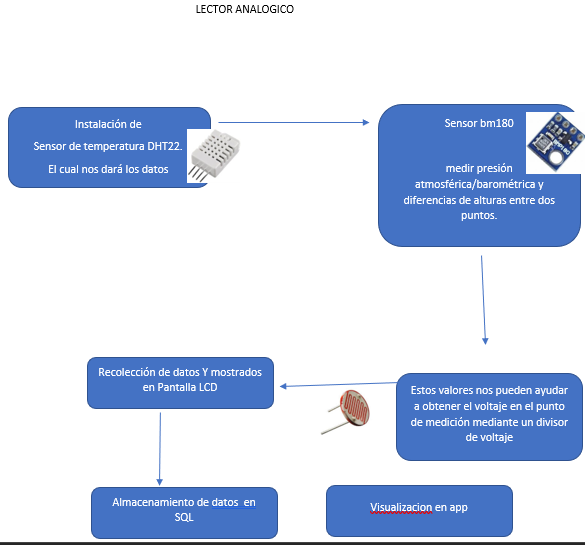 LECTOR ANALOGICO
Instalación de
Sensor de temperatura DHT22.
El cual nos dará los datos
Sensor bm180
medir presión
atmosférica/barométrica y
diferencias de alturas entre dos
puntos.
Estos valores nos pueden ayudar
a obtener el voltaje en el punto
de medición mediante un divisor
de voltaje
Recolección de datos Y mostrados
en Pantalla LCD
Almacenamiento de datos en
SQL
Visualizacion en app